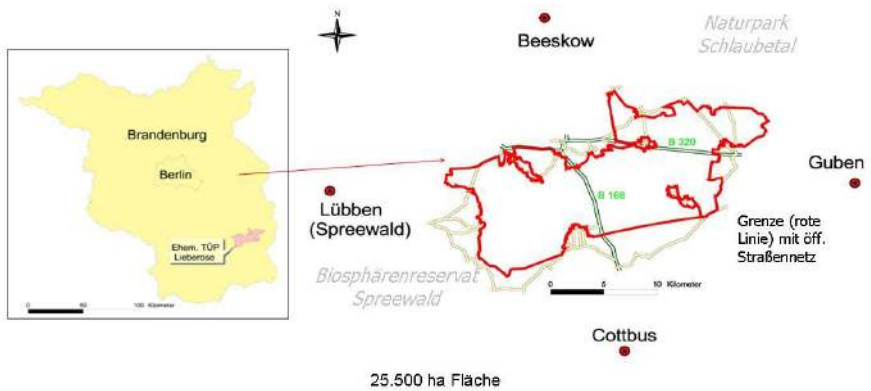 N
Beeskow
Naturpark
Schlaubetal
Brandenburg
Berlin
Ehem. TÜP
Lieberose
0 60 100 Kilometer
Lübben
(Spreewald)
B 320
B 168
Guben
Grenze (rote
Linie) mit öff.
Straßennetz
Biosphärenreservat
Spreewald
0 5 10 Kilometer
Cottbus
25.500 ha Fläche